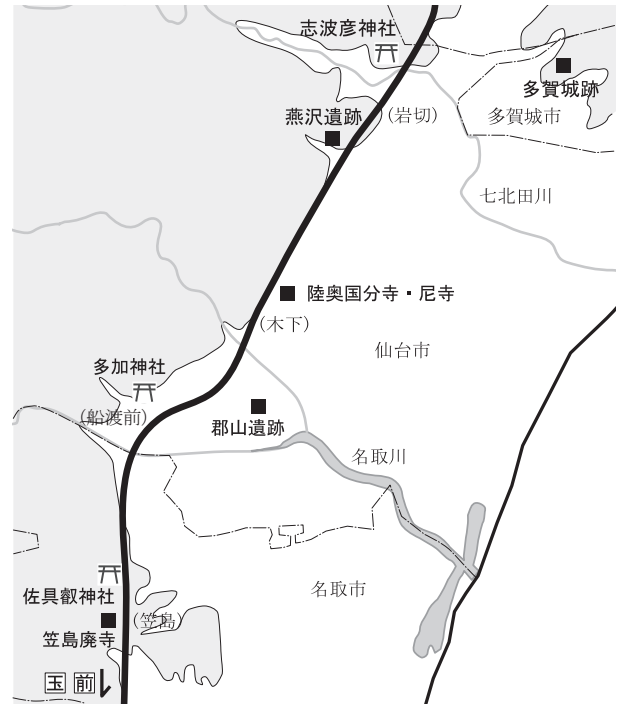 志波彦神社
多賀城跡
燕沢遺跡
(岩切)
多賀城市
七北田川
陸奥国分寺・尼寺
(木下)
仙台市
多加神社
(船渡前)
郡山遺跡
名取川
佐具叡神社
名取市
(笠島)
笠島廃寺
玉前